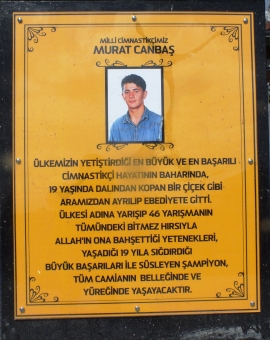 MİLLİ CİMNASTİKÇİMİZ
MURAT CANBAŞ
ÜLKEMİZİN YETİŞTİRDİĞİ EN BÜYÜK VE EN BAŞARILI
CİMNASTİKÇİ HAYATININ BAHARINDA,
19 YAŞINDA DALINDAN KOPAN BİR ÇİÇEK GİBİ
ARAMIZDAN AYRILIP EBEDİYETE GİTTİ.
ÜLKESİ ADINA YARIŞIP 46 YARIŞMANIN
TÜMÜNDEKİ BİTMEZ HIRSIYLA
ALLAH'IN ONA BAHŞETTİĞİ YETENEKLERİ,
YAŞADIĞI 19 YILA SIĞDIRDIĞI
BÜYÜK BAŞARILARI İLE SÜSLEYEN ŞAMPİYON,
TÜM CAMİANIN BELLEĞİNDE VE
YÜREĞİNDE YAŞAYACAKTIR.